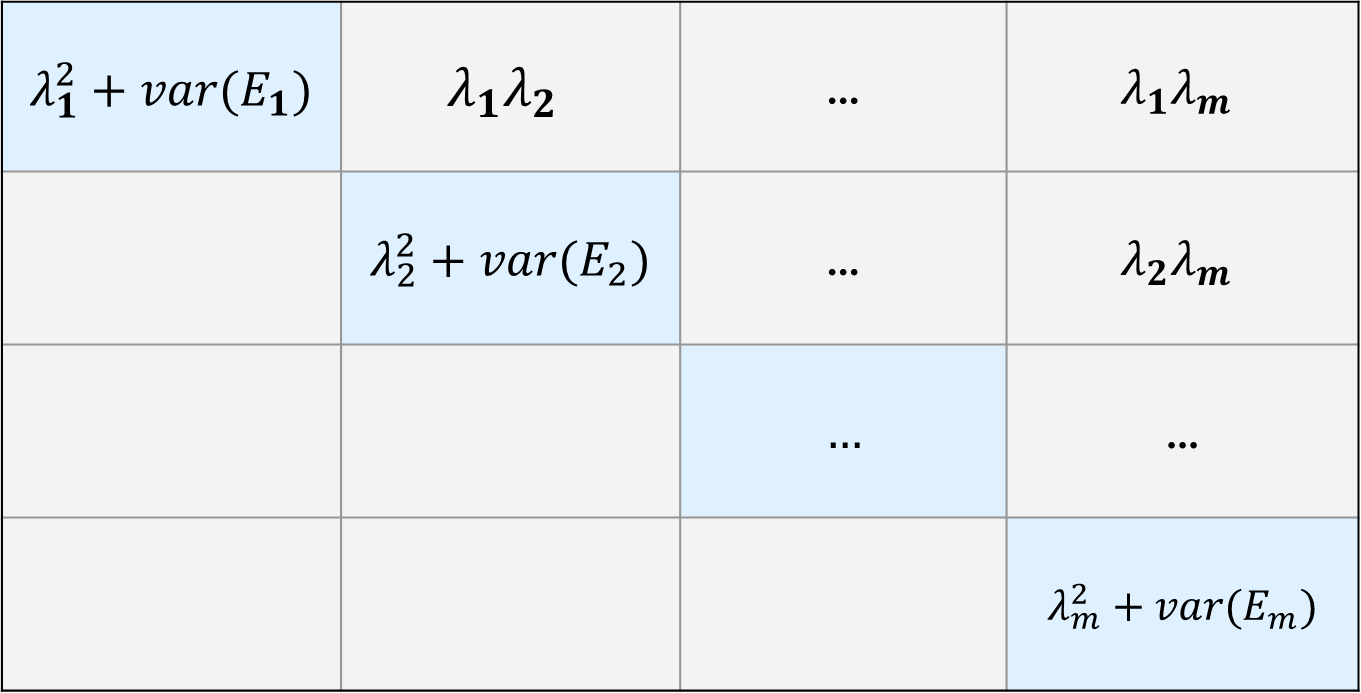 λ₁² + var(E₁) λ₁λ₂ ... λ₁λₘ
λ₂² + var(E₂) ... λ₂λₘ
... ...
λₘ² + var(Eₘ)